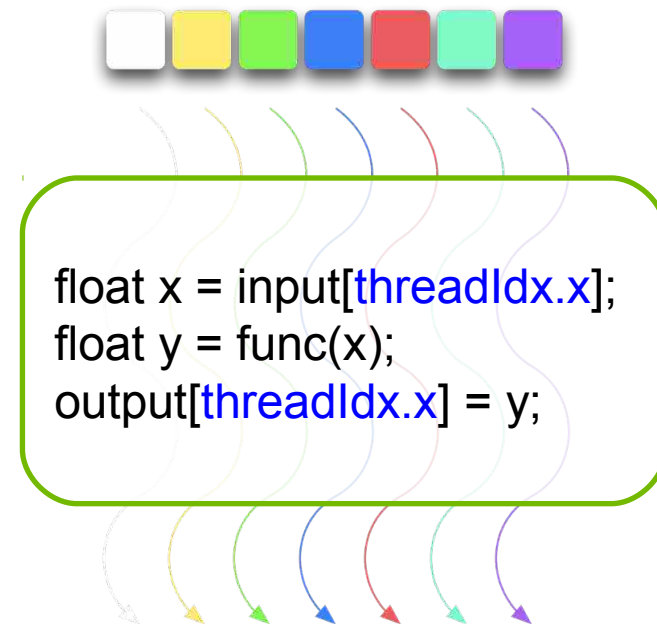 float x = input[threadIdx.x];
float y = func(x);
output[threadIdx.x] = y;